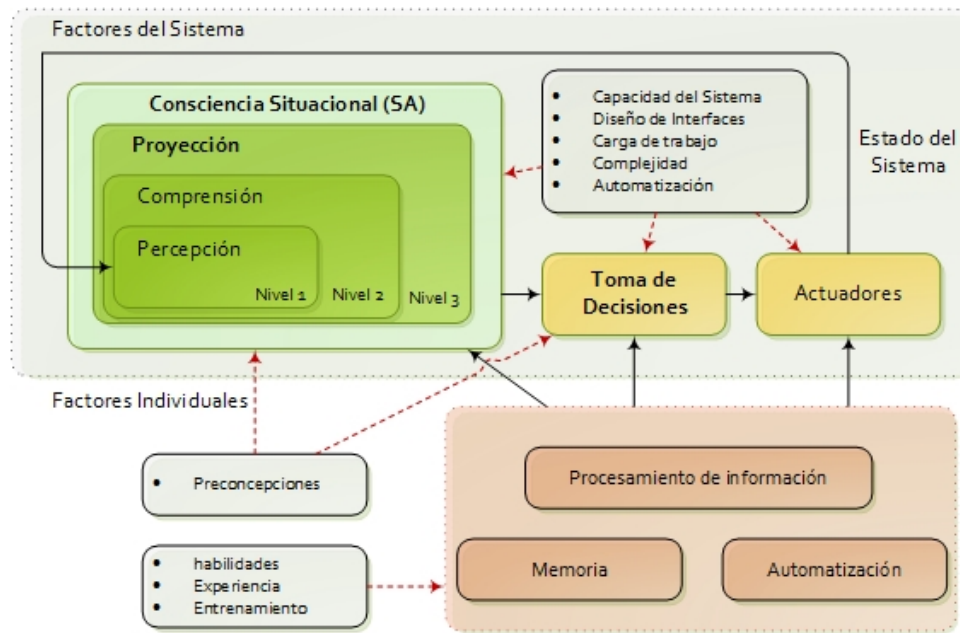 Factores del Sistema
Consciencia Situacional (SA)
Proyección
Comprensión
Percepción
Nivel 1
Nivel 2
Nivel 3
• Capacidad del Sistema
• Diseño de Interfaces
• Carga de trabajo
• Complejidad
• Automatización
Estado del
Sistema
Toma de
Decisiones
Actuadores
Factores Individuales
• Preconcepciones
• habilidades
• Experiencia
• Entrenamiento
Procesamiento de información
Memoria
Automatización